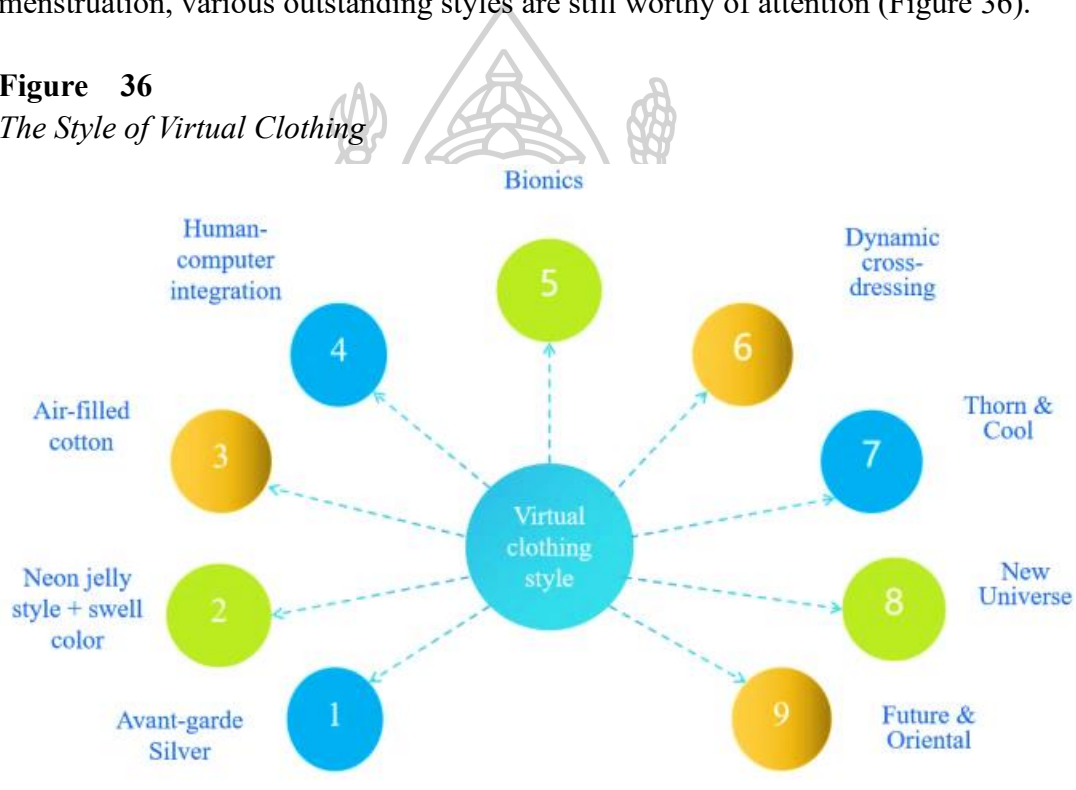 menstruation, various outstanding styles are still worthy of attention (Figure 36).
Figure 36
The Style of Virtual Clothing
Bionics
5
Human-
computer
integration
4
Dynamic
cross-
dressing
6
Air-filled
cotton
3
Thorn &
Cool
7
Virtual
clothing
style
Neon jelly
style + swell
color
2
New
Universe
8
Avant-garde
Silver
1
Future &
Oriental
9